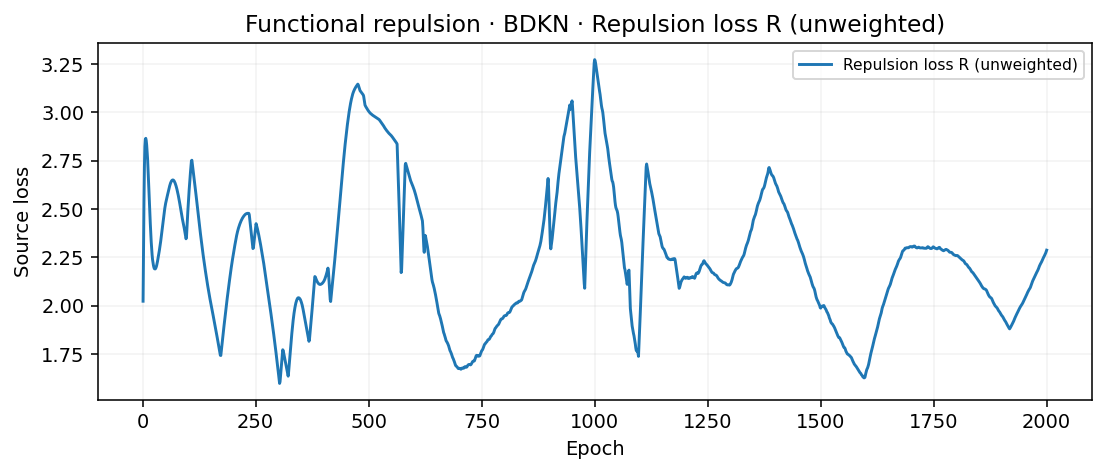 Functional repulsion · BDKN · Repulsion loss R (unweighted)
Repulsion loss R (unweighted)
Source loss
3.25
3.00
2.75
2.50
2.25
2.00
1.75
0 250 500 750 1000 1250 1500 1750 2000
Epoch